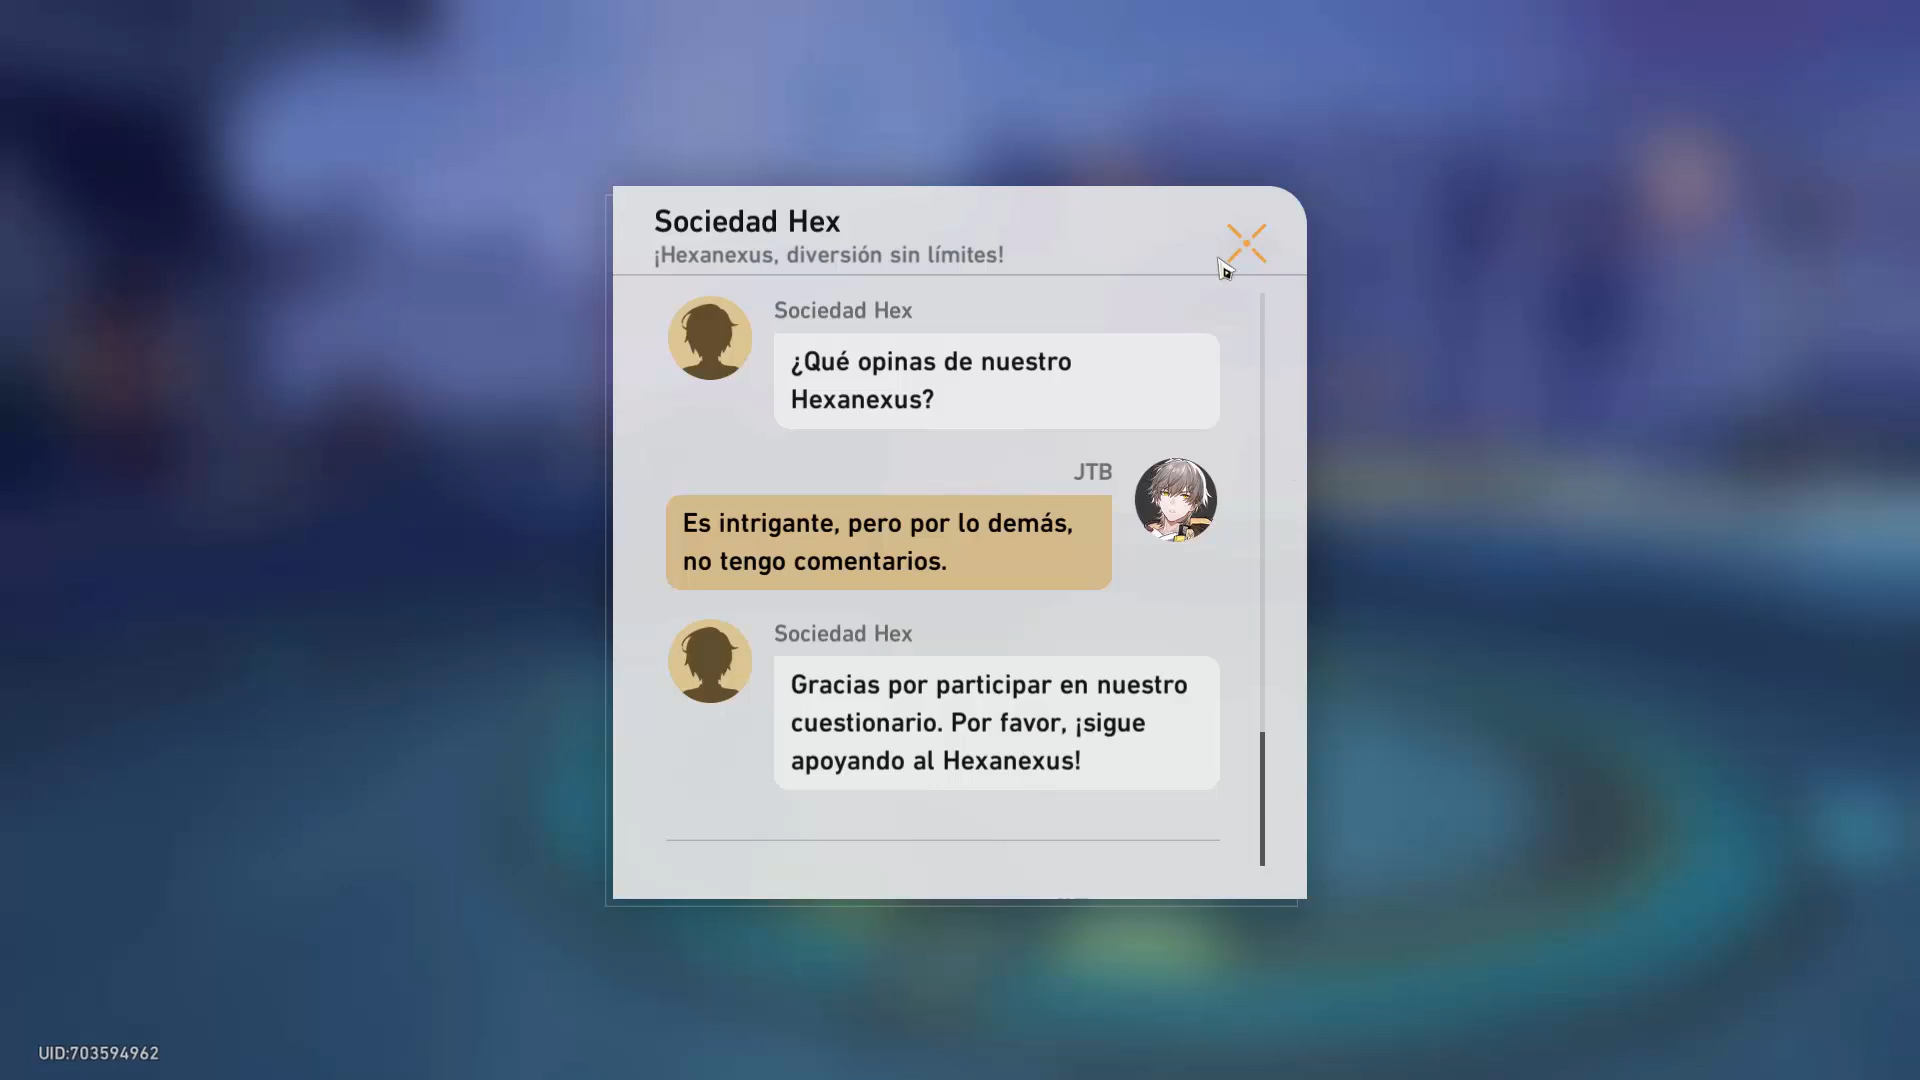 Sociedad Hex
¡Hexanexus, diversión sin límites!
Sociedad Hex
¿Qué opinas de nuestro
Hexanexus?
JTB
Es intrigante, pero por lo demás,
no tengo comentarios.
Sociedad Hex
Gracias por participar en nuestro
cuestionario. Por favor, ¡sigue
apoyando al Hexanexus!
UID:703594962